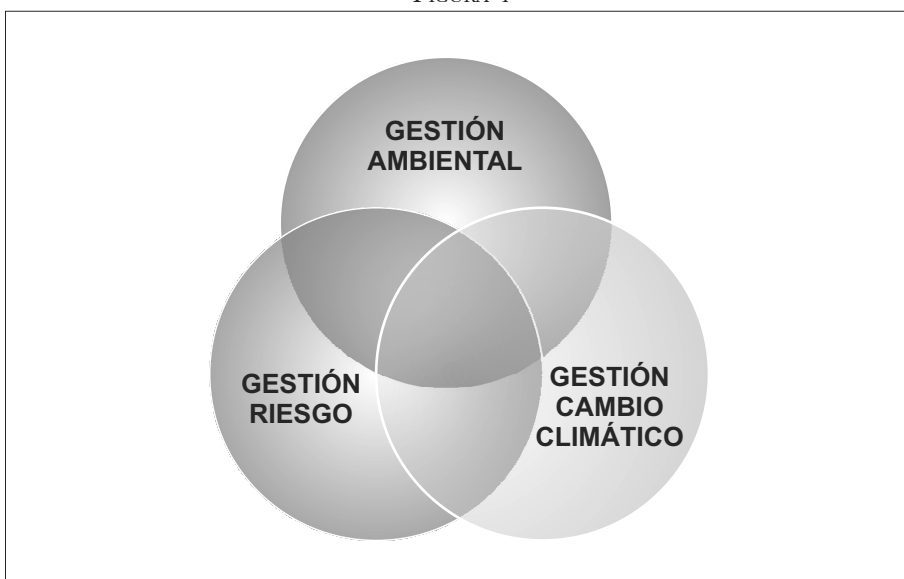 GESTIÓN
AMBIENTAL
GESTIÓN
RIESGO
GESTIÓN
CAMBIO
CLIMÁTICO